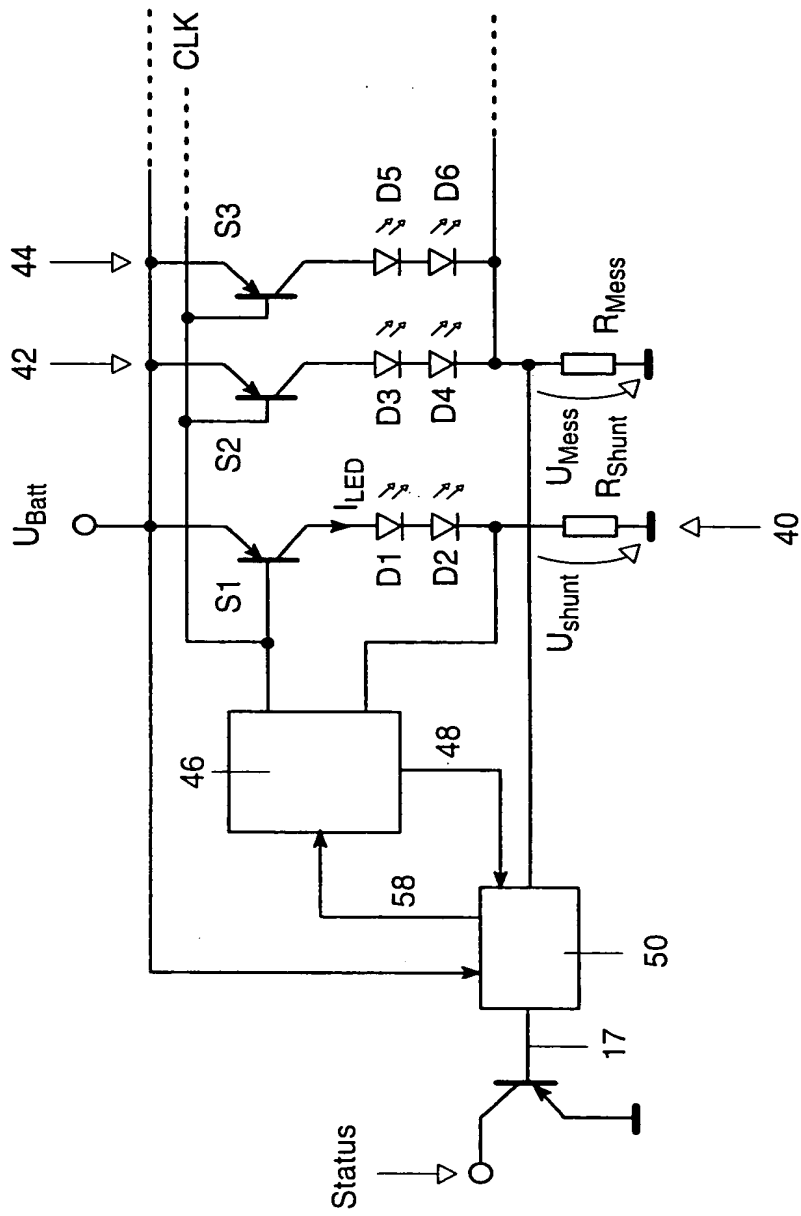 U_Batt
42
44
CLK
S1
S2
S3
I_LED
D1
D3
D5
D2
D4
D6
46
48
58
U_shunt
R_Shunt
U_Mess
R_Mess
40
50
17
Status